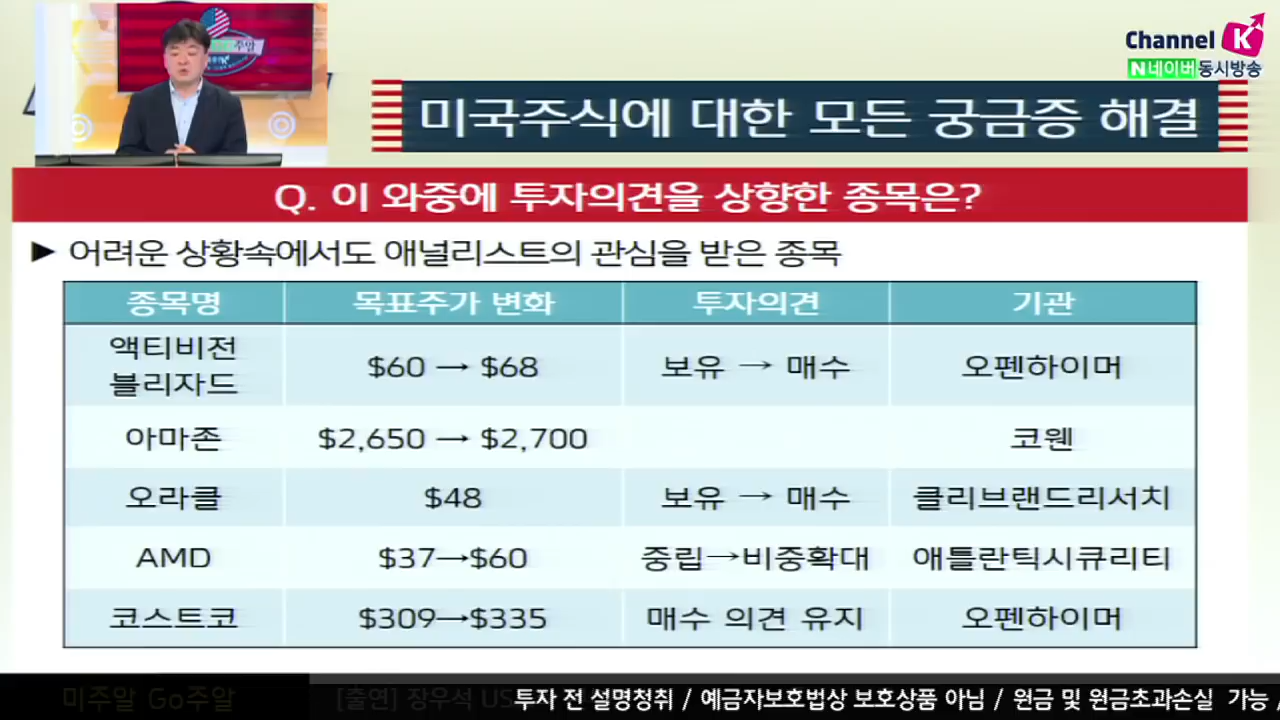 Channel K
N 네이버 동시방송
미국주식에 대한 모든 궁금증 해결
Q. 이 와중에 투자의견을 상향한 종목은?
▶ 어려운 상황속에서도 애널리스트의 관심을 받은 종목
종목명 목표주가 변화 투자의견 기관
액티비전
블리자드 $60 → $68 보유 → 매수 오펜하이머
아마존 $2,650 → $2,700 코웬
오라클 $48 보유 → 매수 클리브랜드리서치
AMD $37→$60 중립→비중확대 애틀란틱시큐리티
코스트코 $309→$335 매수 의견 유지 오펜하이머
미주알 Go주알 [출연] 장우석 US 투자 전 설명청취 / 예금자보호법상 보호상품 아님 / 원금 및 원금초과손실 가능 /